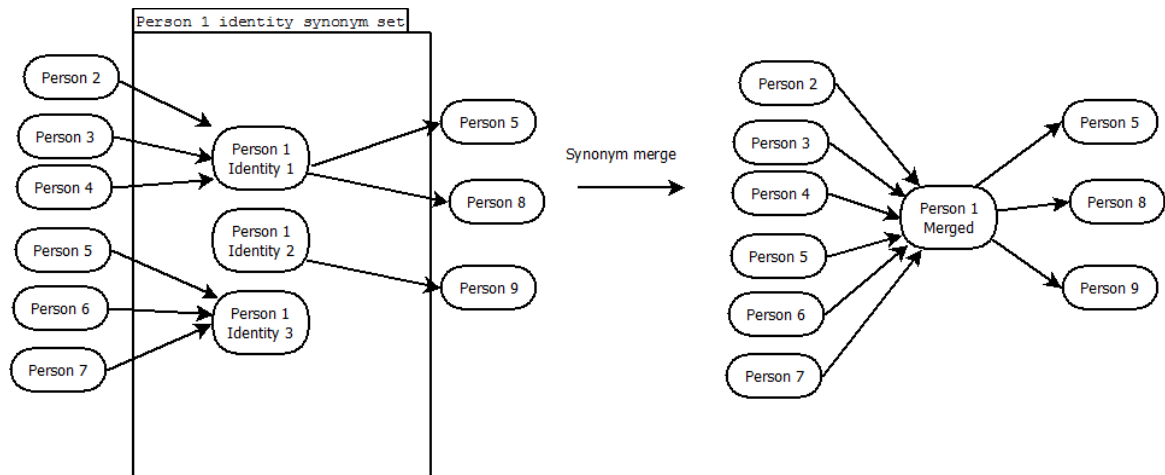 Person 1 identity synonym set
Person 2
Person 3
Person 4
Person 5
Person 6
Person 7
Person 1
Identity 1
Person 1
Identity 2
Person 1
Identity 3
Person 5
Person 8
Person 9
Synonym merge
Person 2
Person 3
Person 4
Person 5
Person 6
Person 7
Person 1
Merged
Person 5
Person 8
Person 9